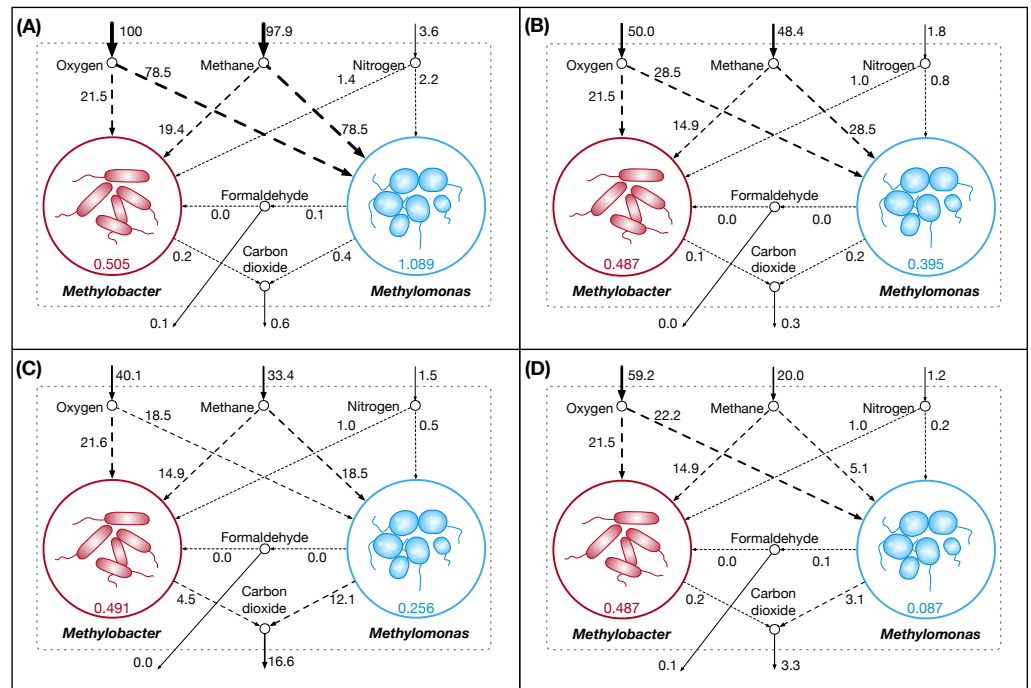 (A)
100
97.9
3.6
Oxygen
78.5
Methane
1.4
Nitrogen
2.2
21.5
19.4
78.5
Formaldehyde
0.0
0.1
Carbon
dioxide
0.2
0.4
0.505
1.089
Methylobacter
Methylomonas
0.1
0.6
(B)
50.0
48.4
1.8
Oxygen
28.5
Methane
1.0
Nitrogen
0.8
21.5
14.9
28.5
Formaldehyde
0.0
0.0
Carbon
dioxide
0.1
0.2
0.487
0.395
Methylobacter
Methylomonas
0.0
0.3
(C)
40.1
33.4
1.5
Oxygen
18.5
Methane
1.0
Nitrogen
0.5
21.6
14.9
18.5
Formaldehyde
0.0
0.0
Carbon
dioxide
4.5
12.1
0.491
0.256
Methylobacter
Methylomonas
0.0
16.6
(D)
59.2
20.0
1.2
Oxygen
22.2
Methane
1.0
Nitrogen
0.2
21.5
14.9
5.1
Formaldehyde
0.0
0.1
Carbon
dioxide
0.2
3.1
0.487
0.087
Methylobacter
Methylomonas
0.1
3.3